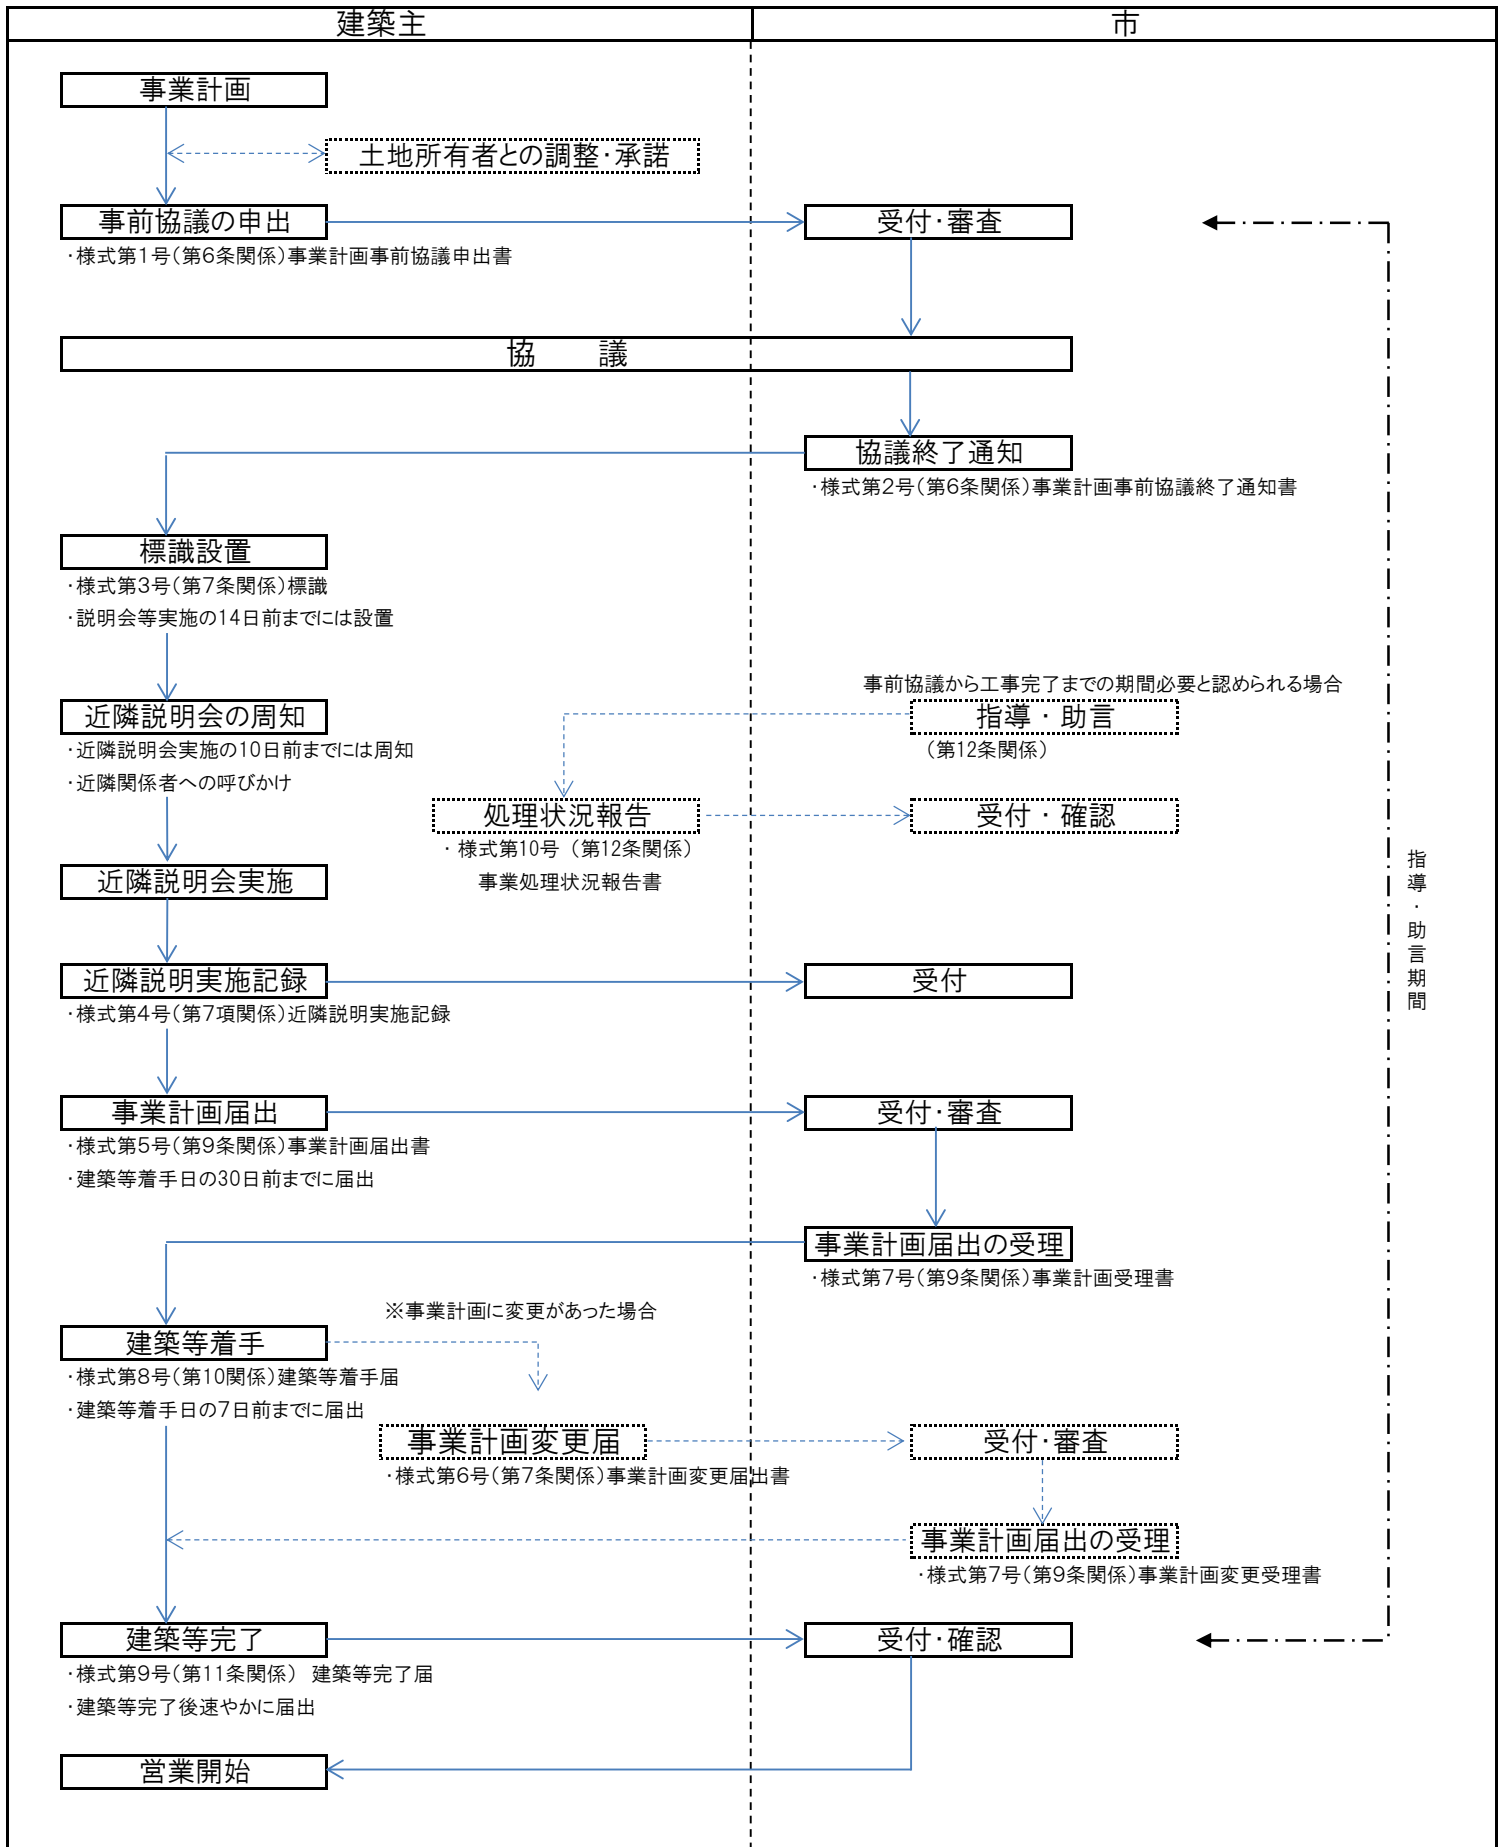 建築主
市
事業計画
土地所有者との調整・承諾
事前協議の申出
受付・審査
・様式第1号（第6条関係）事業計画事前協議申出書
協　　議
協議終了通知
・様式第2号（第6条関係）事業計画事前協議終了通知書
標識設置
・様式第3号（第7条関係）標識
・説明会等実施の14日前までには設置
事前協議から工事完了までの期間必要と認められる場合
近隣説明会の周知
指導 ・ 助言
・近隣説明会実施の10日前までには周知
（第12条関係）
・近隣関係者への呼びかけ
処理状況報告
受付 ・ 確認
・ 様式第10号 （第12条関係）
事業処理状況報告書
指導・助言期間
近隣説明会実施
近隣説明実施記録
受付
・様式第4号（第7項関係）近隣説明実施記録
事業計画届出
受付・審査
・様式第5号（第9条関係）事業計画届出書
・建築等着手日の30日前までに届出
事業計画届出の受理
・様式第7号（第9条関係）事業計画受理書
※事業計画に変更があった場合
建築等着手
・様式第8号（第10関係）建築等着手届
・建築等着手日の7日前までに届出
事業計画変更届
受付・審査
・様式第6号（第7条関係）事業計画変更届出書
事業計画届出の受理
・様式第7号（第9条関係）事業計画変更受理書
建築等完了
受付・確認
・様式第9号（第11条関係）　建築等完了届
・建築等完了後速やかに届出
営業開始